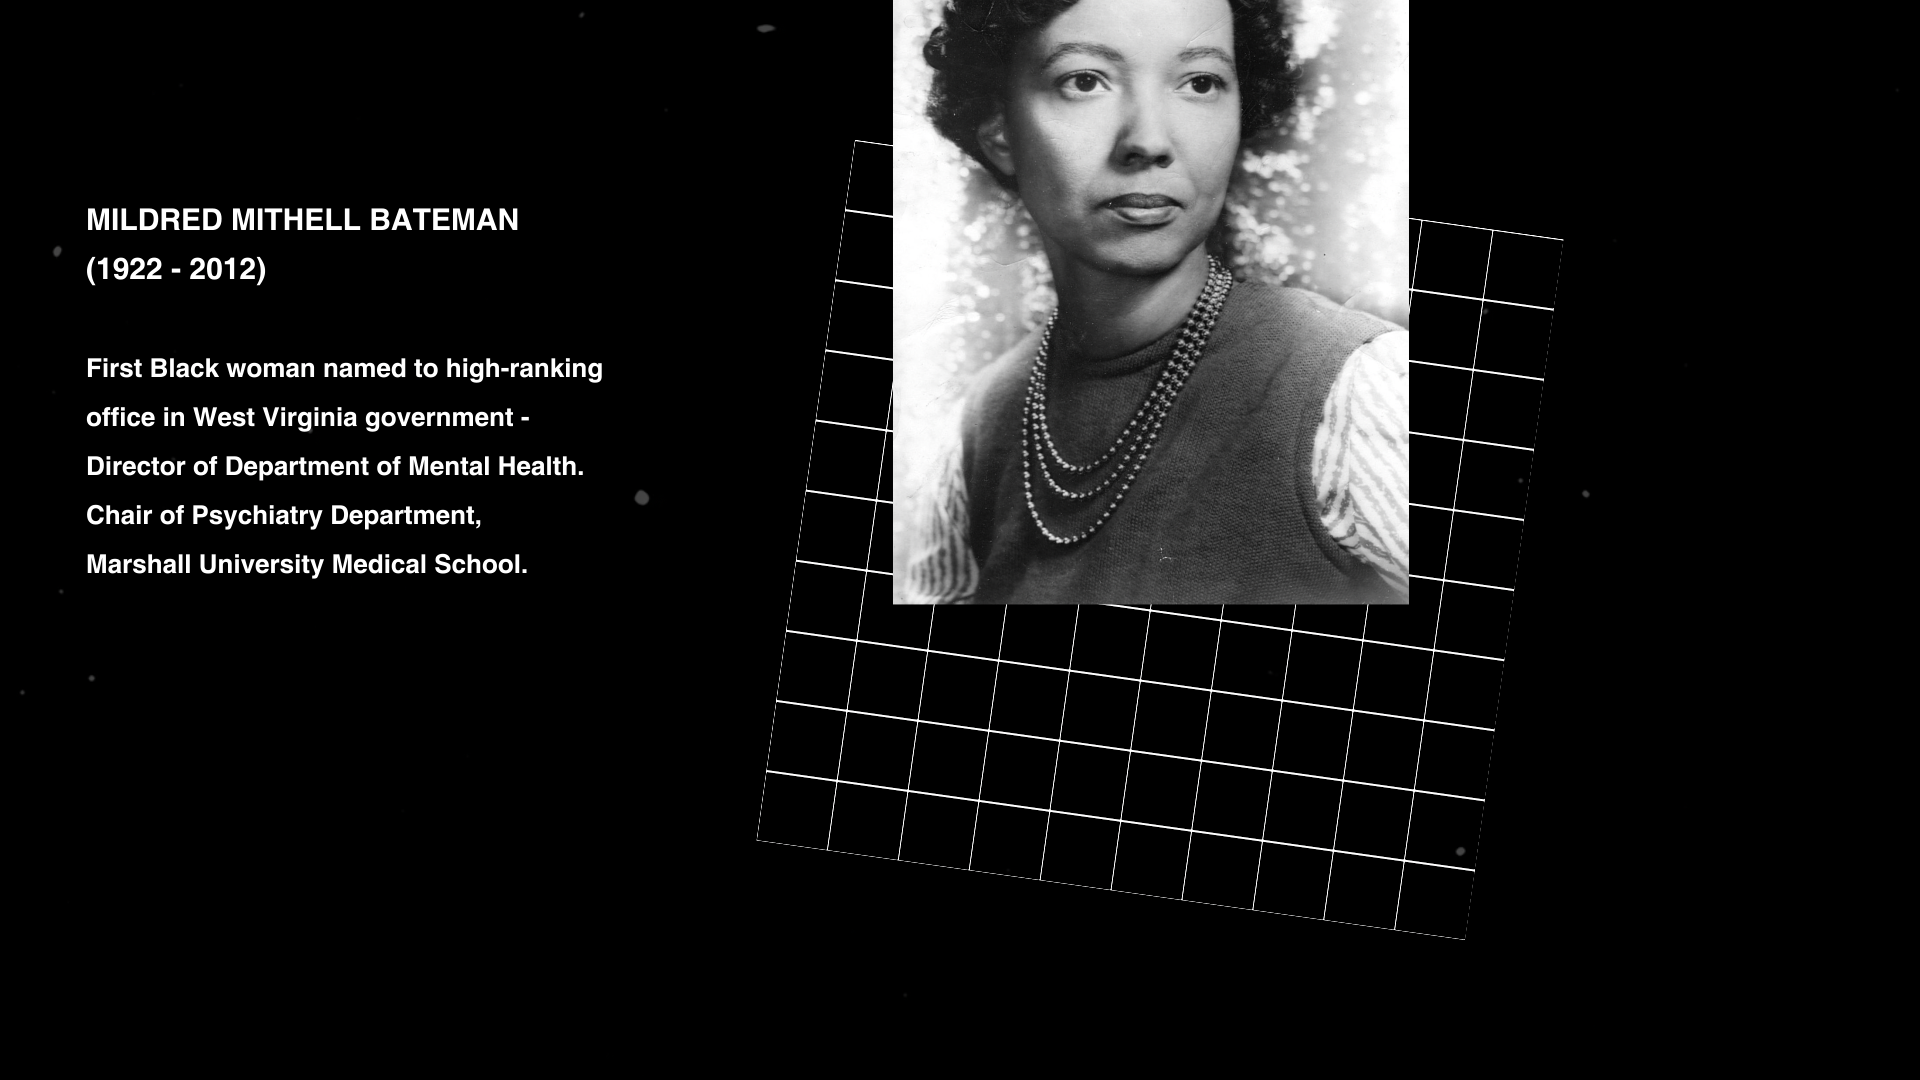 MILDRED MITHELL BATEMAN
(1922 - 2012)
First Black woman named to high-ranking
office in West Virginia government -
Director of Department of Mental Health.
Chair of Psychiatry Department,
Marshall University Medical School.